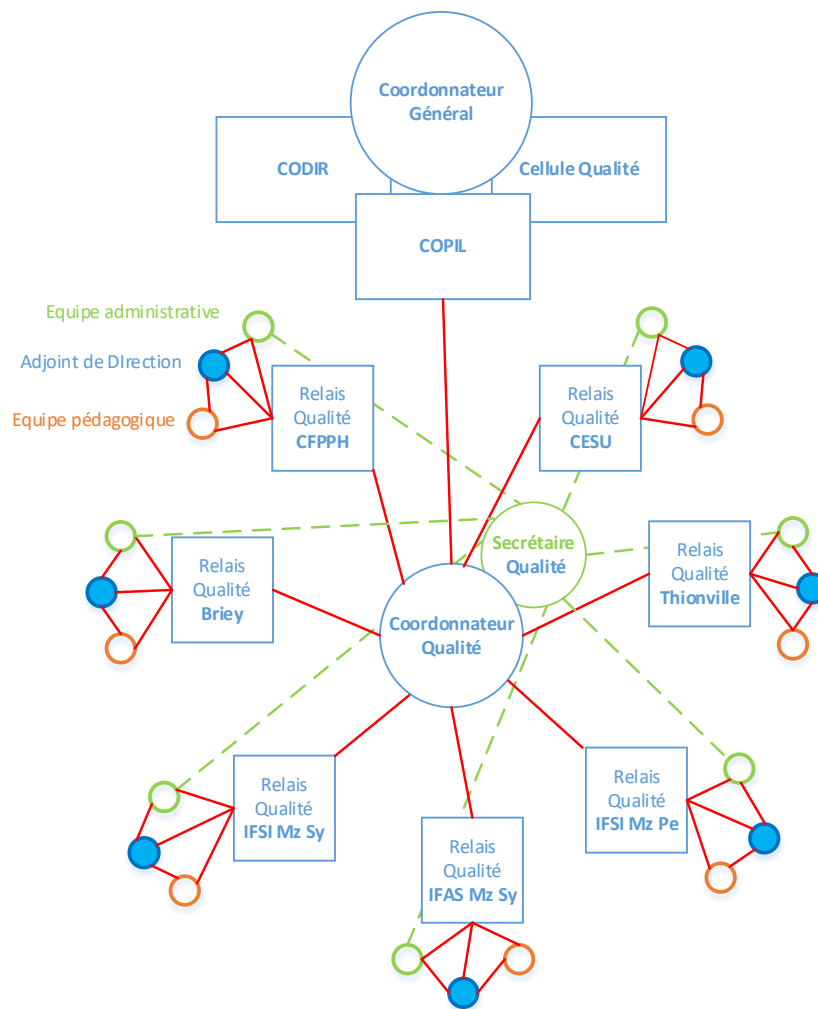 Coordonnateur
Général
CODIR
Cellule Qualité
COPIL
Equipe administrative
Adjoint de DIrection
Equipe pédagogique
Relais
Qualité
CFPPH
Relais
Qualité
CESU
Secrétaire
Qualité
Relais
Qualité
Briey
Relais
Qualité
Thionville
Coordonnateur
Qualité
Relais
Qualité
IFSI Mz Sy
Relais
Qualité
IFSI Mz Pe
Relais
Qualité
IFAS Mz Sy